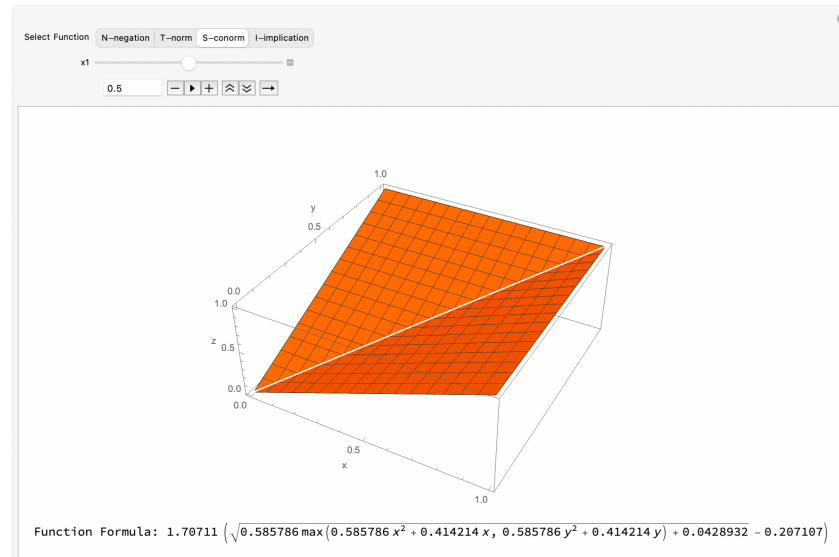 Select Function N-negation T-norm S-conorm I-implication
x1
0.5
1.0
y
0.5
0.0
1.0
z
0.5
0.0
0.0
0.5
x
1.0
Function Formula: 1.70711 (√(0.585786 max(0.585786 x² + 0.414214 x, 0.585786 y² + 0.414214 y) + 0.0428932) - 0.207107)